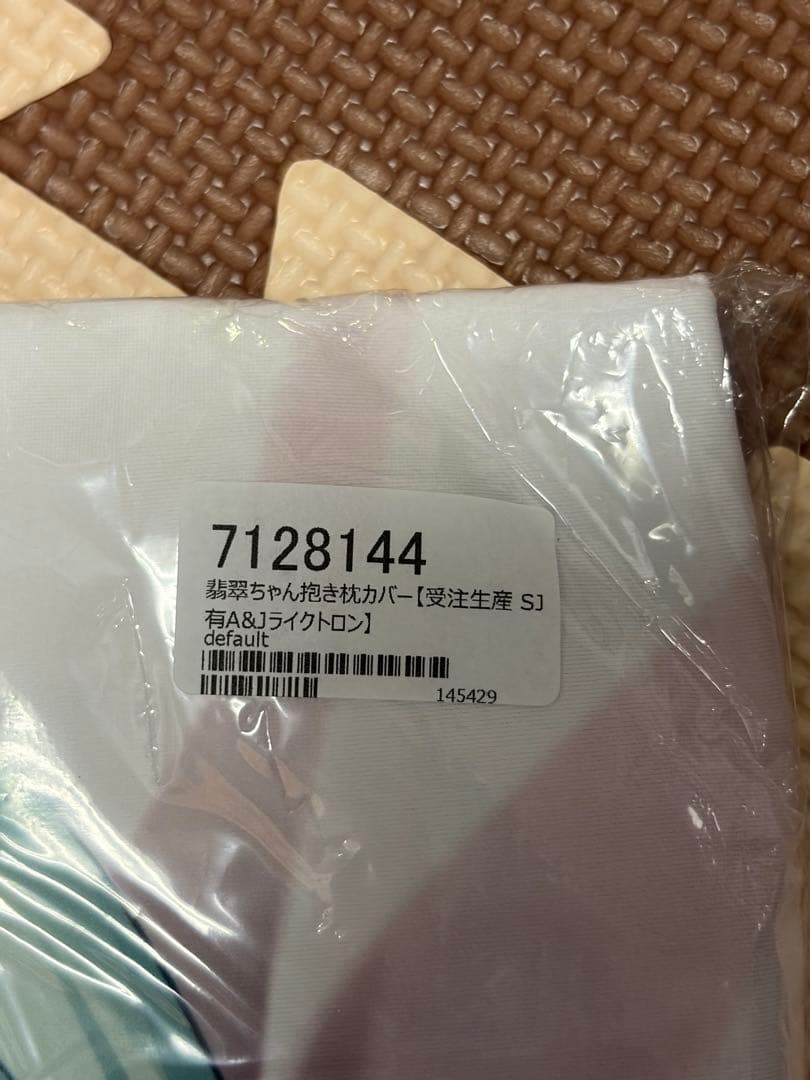 7128144
翡翠ちゃん抱き枕カバー【受注生産 SJ
有A&Jライクトロン】
default
145429